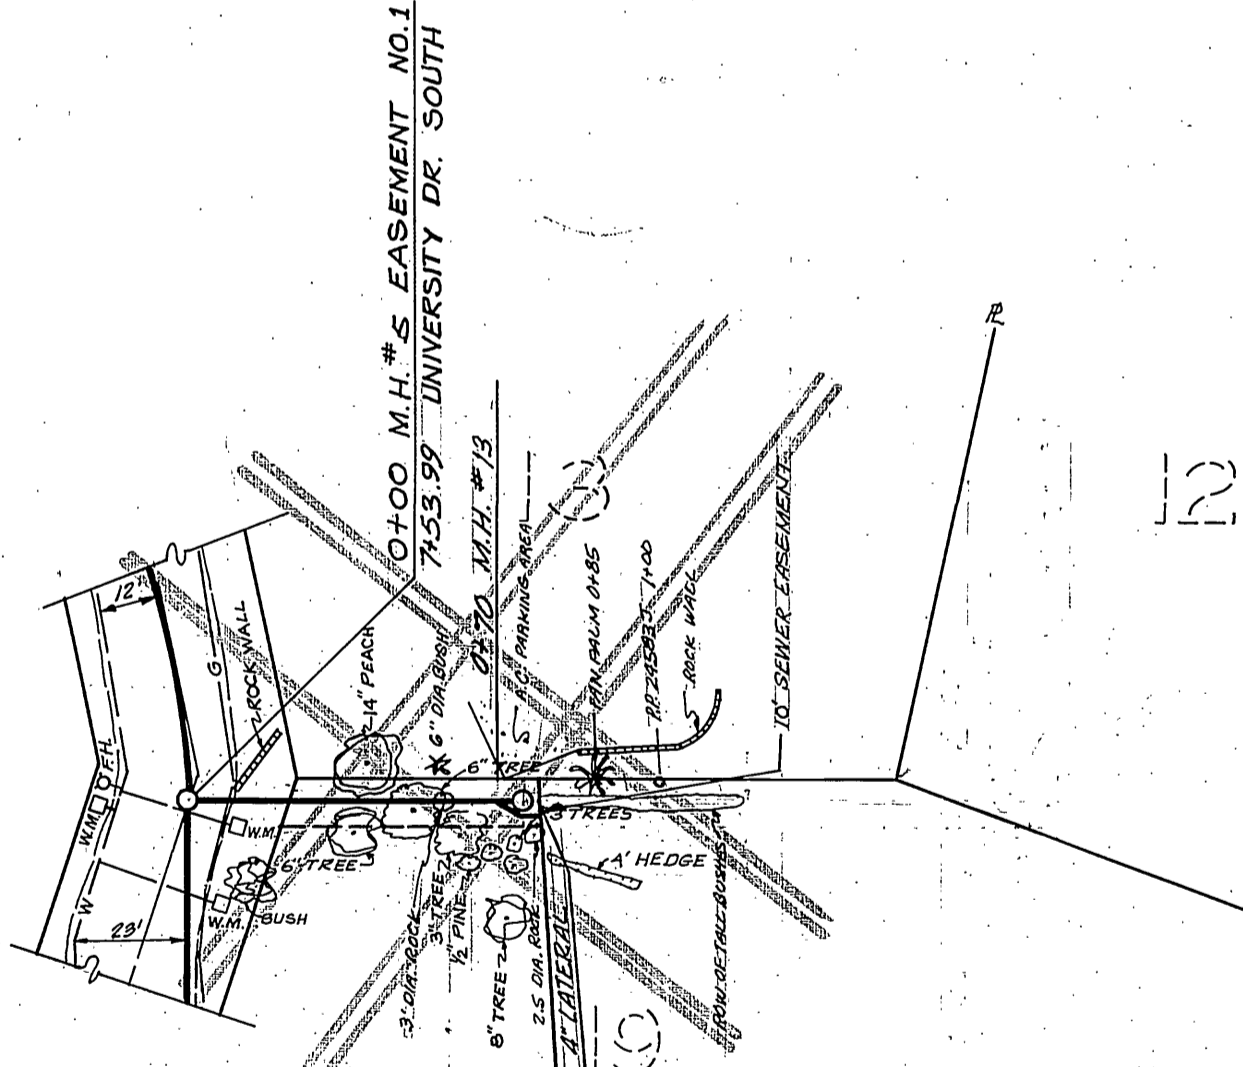 0+00 M.H. #5 EASEMENT NO.1
7+53.99 UNIVERSITY DR. SOUTH
0+70 M.H. #13
A.C. PARKING AREA
FAN PALM 0+85
1+00
ROCK WALL
10' SEWER EASEMENT
PL
12
12'
G
ROCK WALL
14" PEACH
6" DIA. BUSH
6" TREE
F.H.
W.M.
W.M.
W.M.
W
23'
6" TREE
BUSH
3' DIA. ROCK
3" TREE
1/2" PINE
8" TREE
2.5 DIA. ROCK
4" LATERAL
3 TREES
4' HEDGE
ROW OF TALL BUSHES